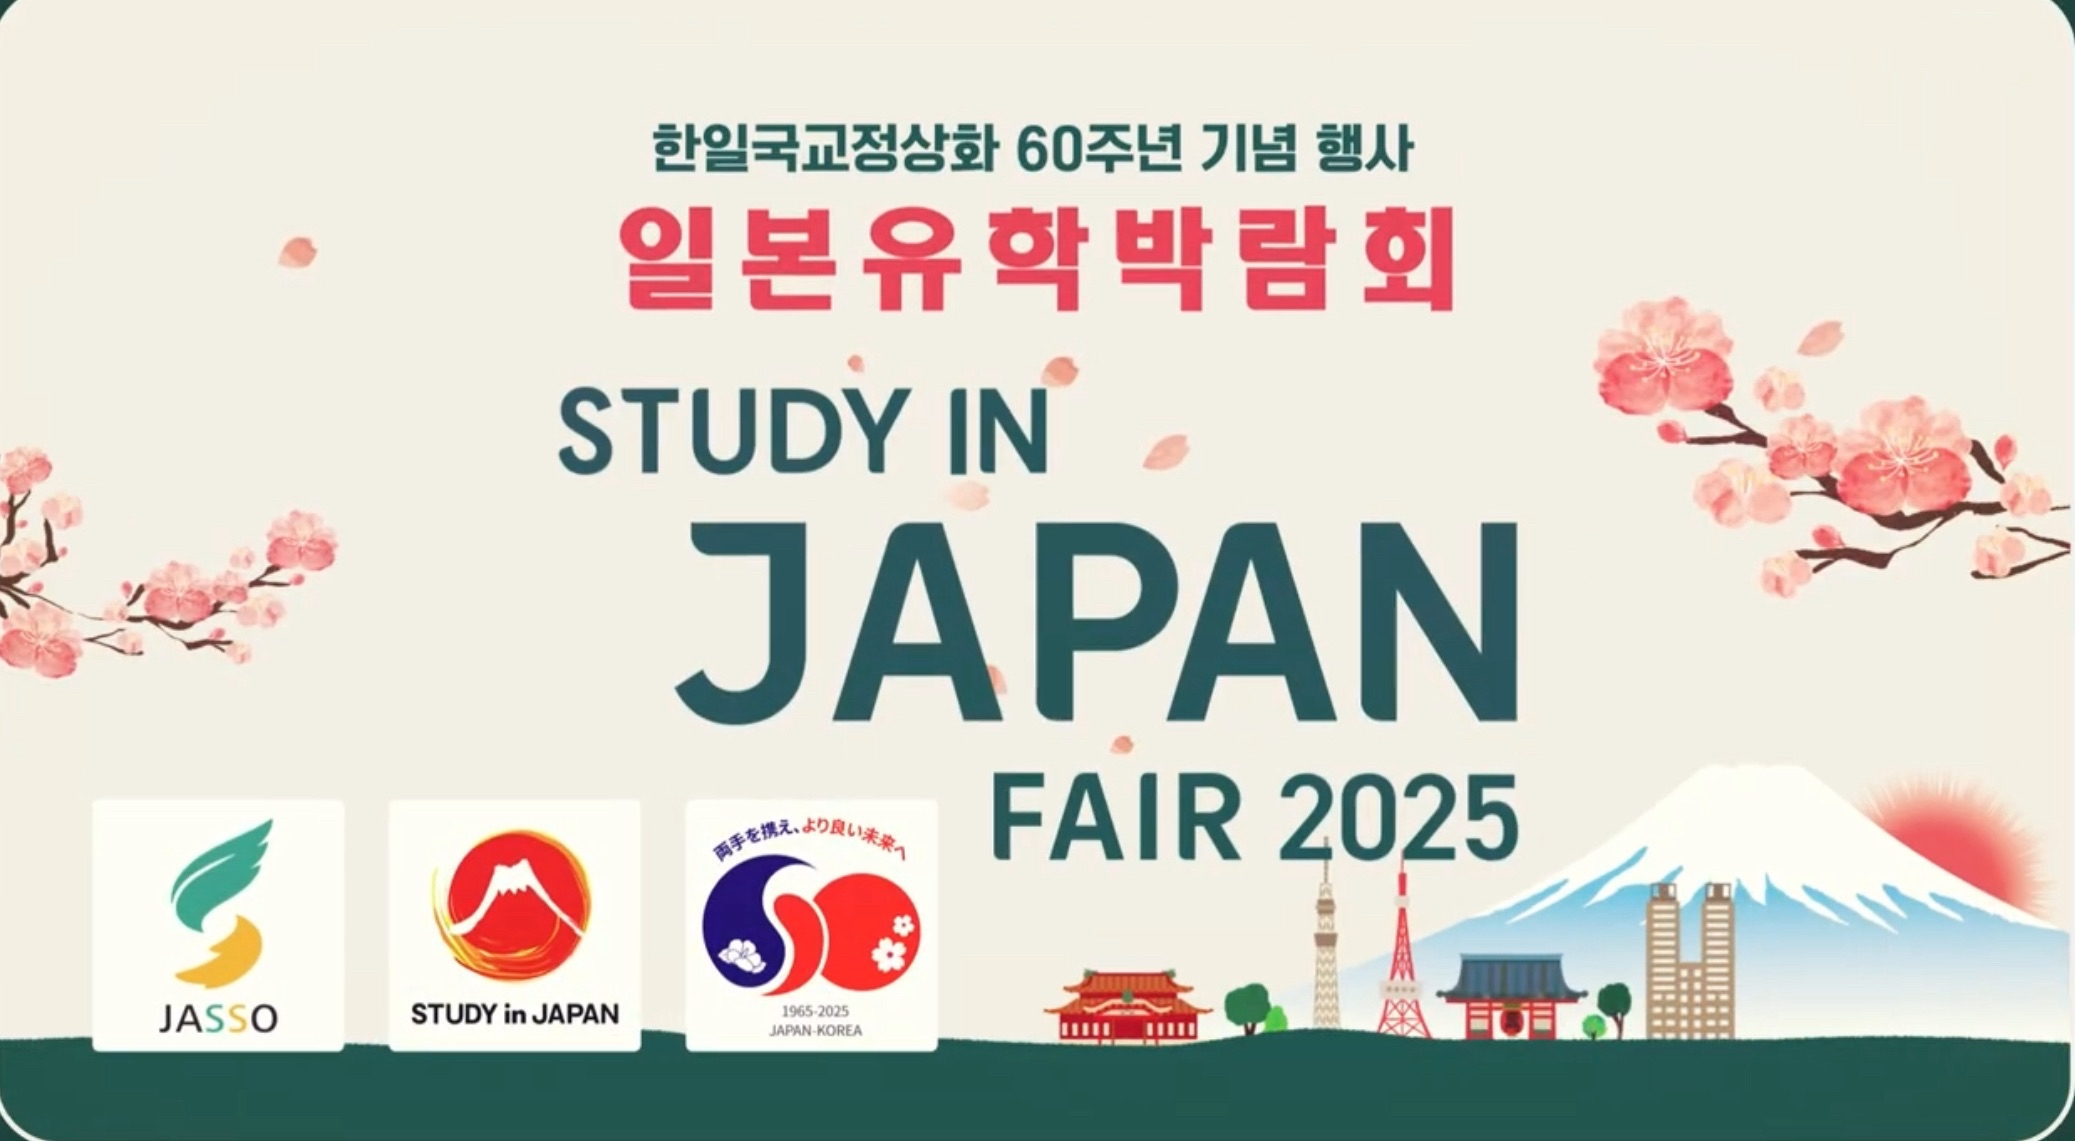 한일국교정상화 60주년 기념 행사
일본유학박람회
STUDY IN
JAPAN
FAIR 2025
JASSO
STUDY in JAPAN
両手を携え、より良い未来へ
60
1965-2025
JAPAN-KOREA